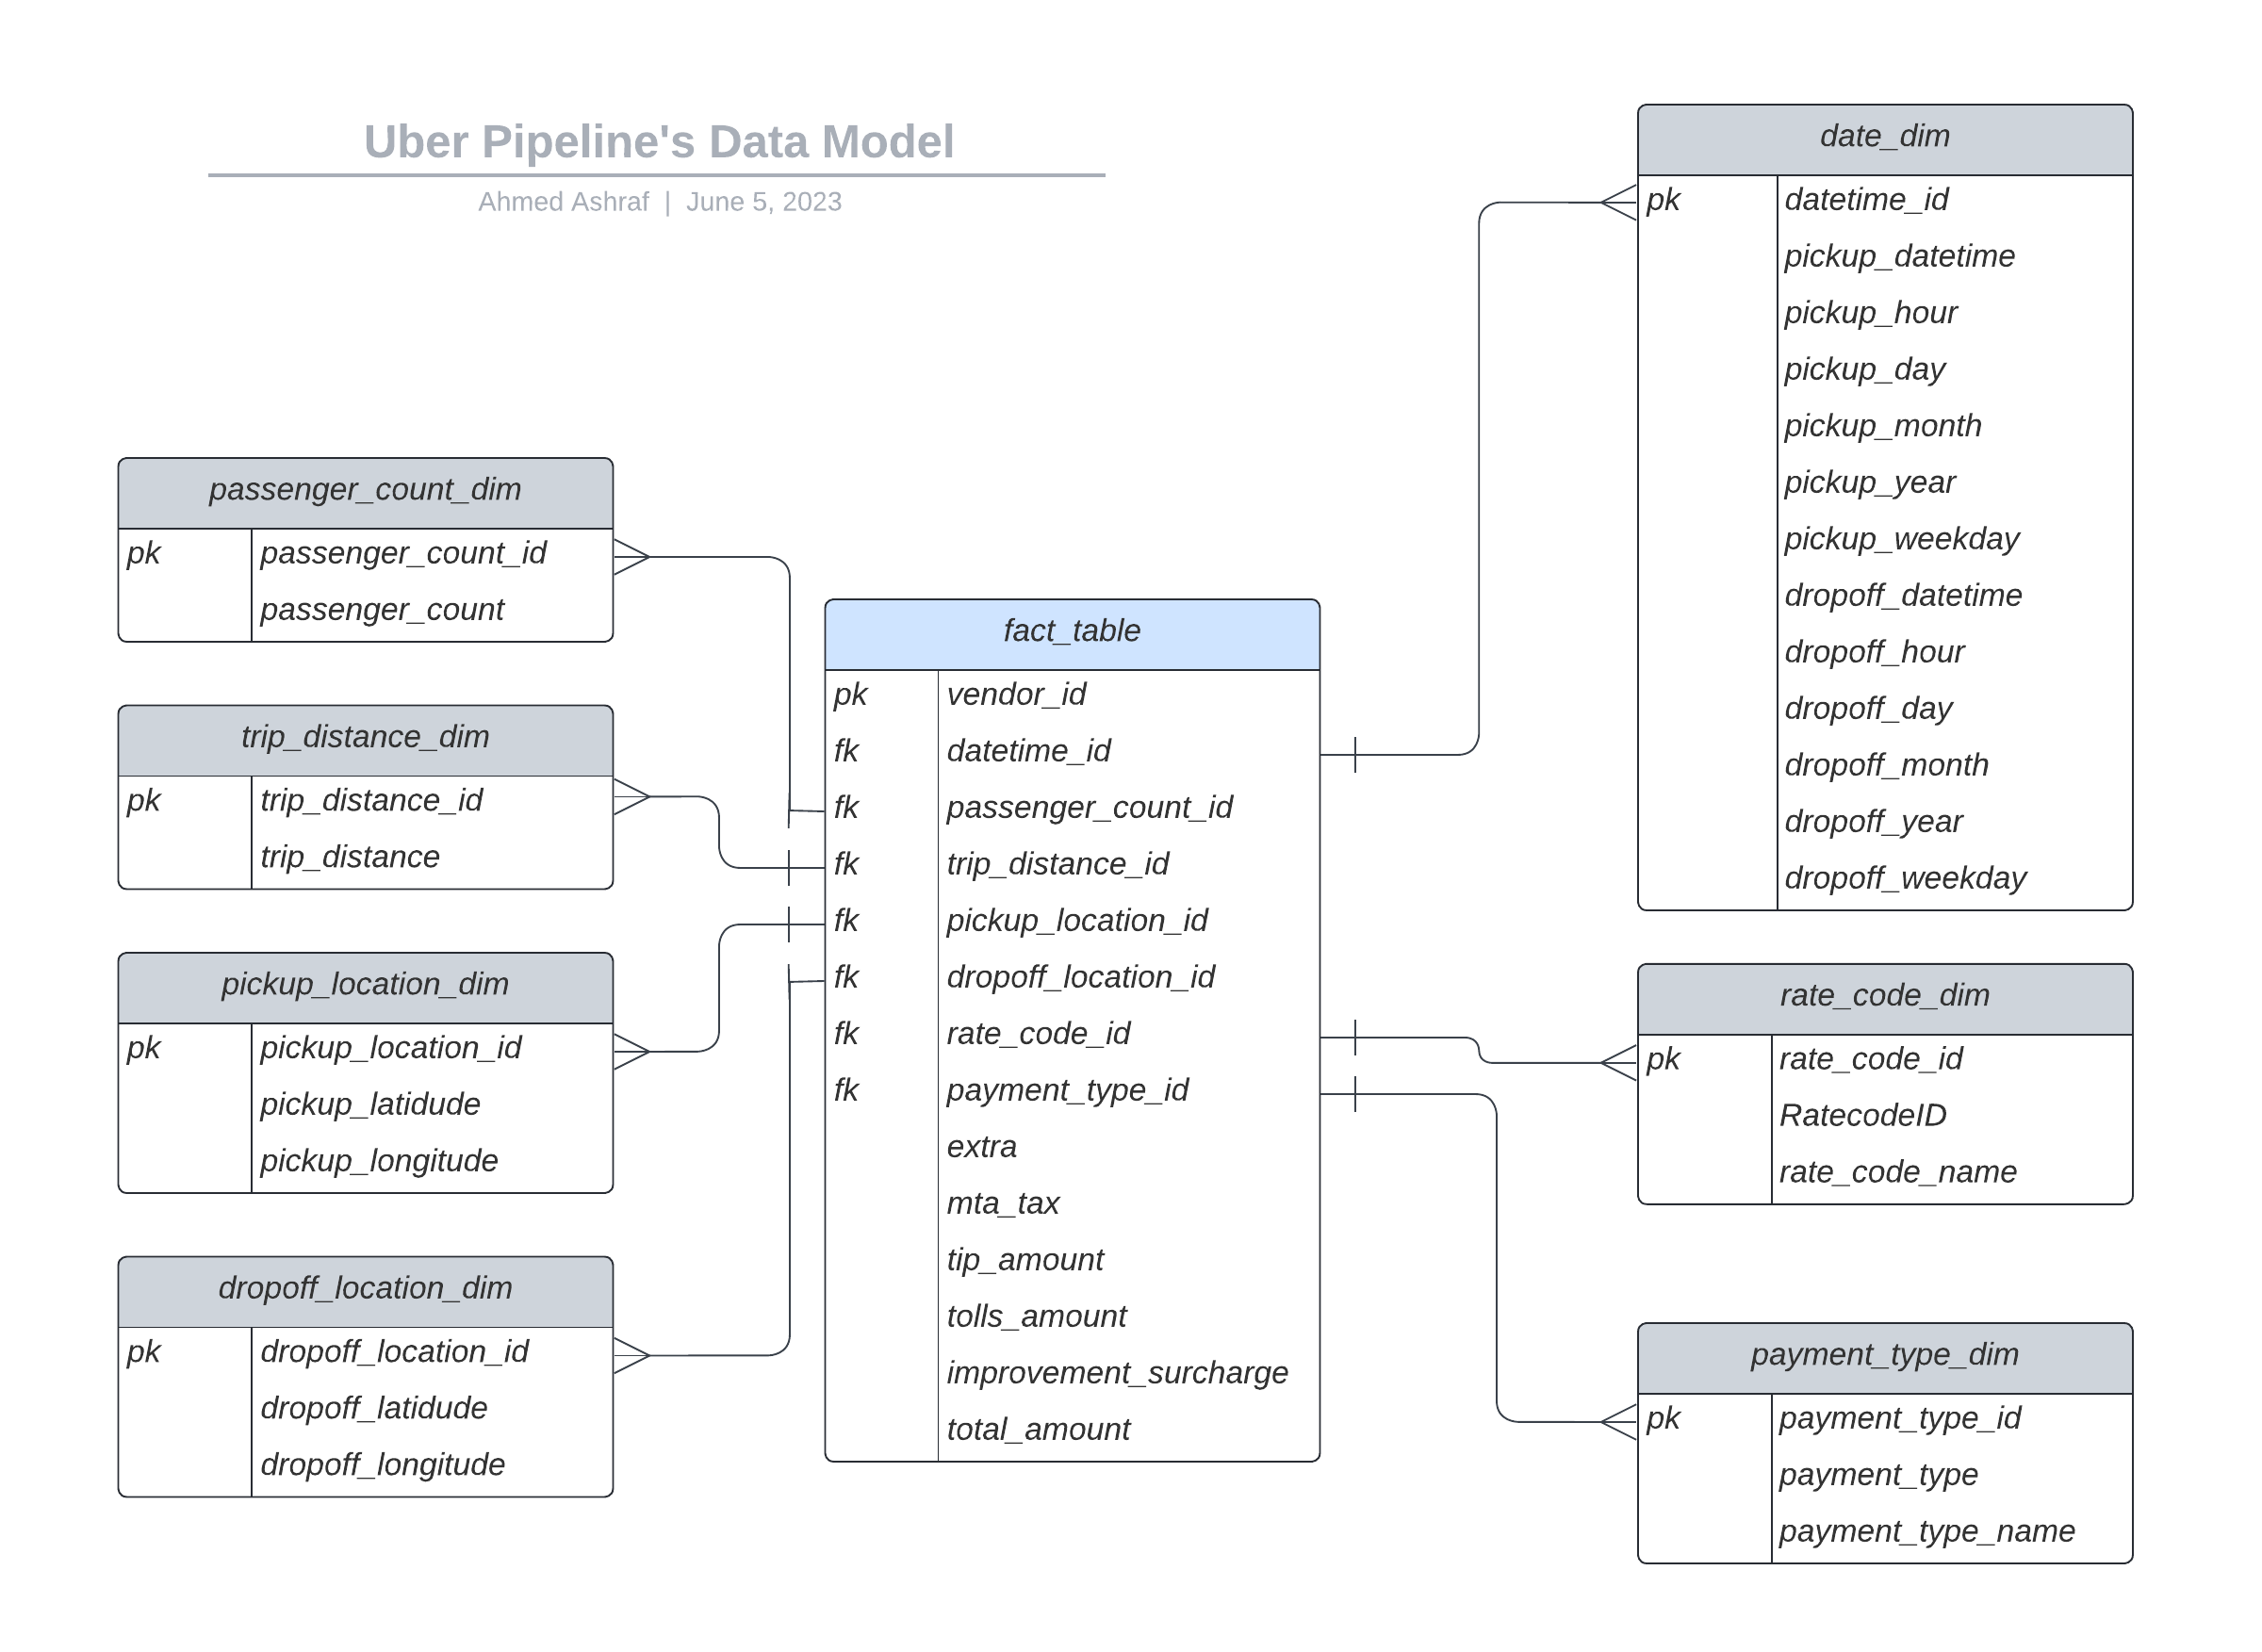 Uber Pipeline's Data Model
Ahmed Ashraf | June 5, 2023
passenger_count_dim
pk passenger_count_id
passenger_count
trip_distance_dim
pk trip_distance_id
trip_distance
pickup_location_dim
pk pickup_location_id
pickup_latidude
pickup_longitude
dropoff_location_dim
pk dropoff_location_id
dropoff_latidude
dropoff_longitude
fact_table
pk vendor_id
fk datetime_id
fk passenger_count_id
fk trip_distance_id
fk pickup_location_id
fk dropoff_location_id
fk rate_code_id
fk payment_type_id
extra
mta_tax
tip_amount
tolls_amount
improvement_surcharge
total_amount
date_dim
pk datetime_id
pickup_datetime
pickup_hour
pickup_day
pickup_month
pickup_year
pickup_weekday
dropoff_datetime
dropoff_hour
dropoff_day
dropoff_month
dropoff_year
dropoff_weekday
rate_code_dim
pk rate_code_id
RatecodeID
rate_code_name
payment_type_dim
pk payment_type_id
payment_type
payment_type_name